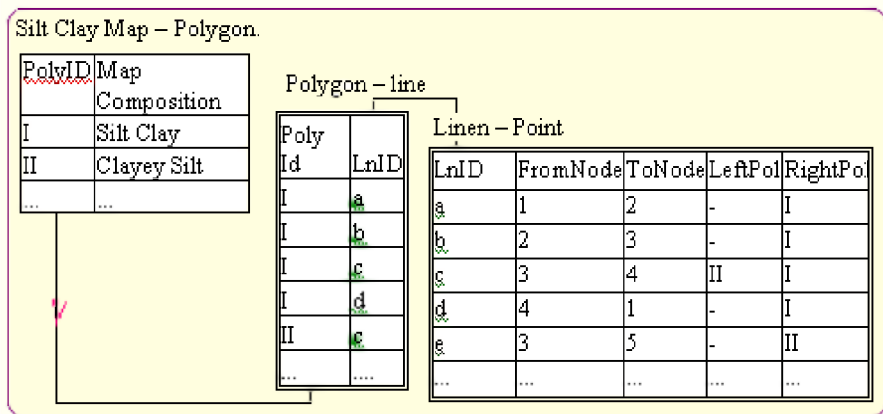 Silt Clay Map – Polygon.
PolyID Map Composition
I Silt Clay
II Clayey Silt
... ...
Polygon – line
Poly Id LnID
I a
I b
I c
I d
II c
... ....
Linen – Point
LnID FromNode ToNode LeftPol RightPol
a 1 2 - I
b 2 3 - I
c 3 4 II I
d 4 1 - I
e 3 5 - II
... ... ... ... ...